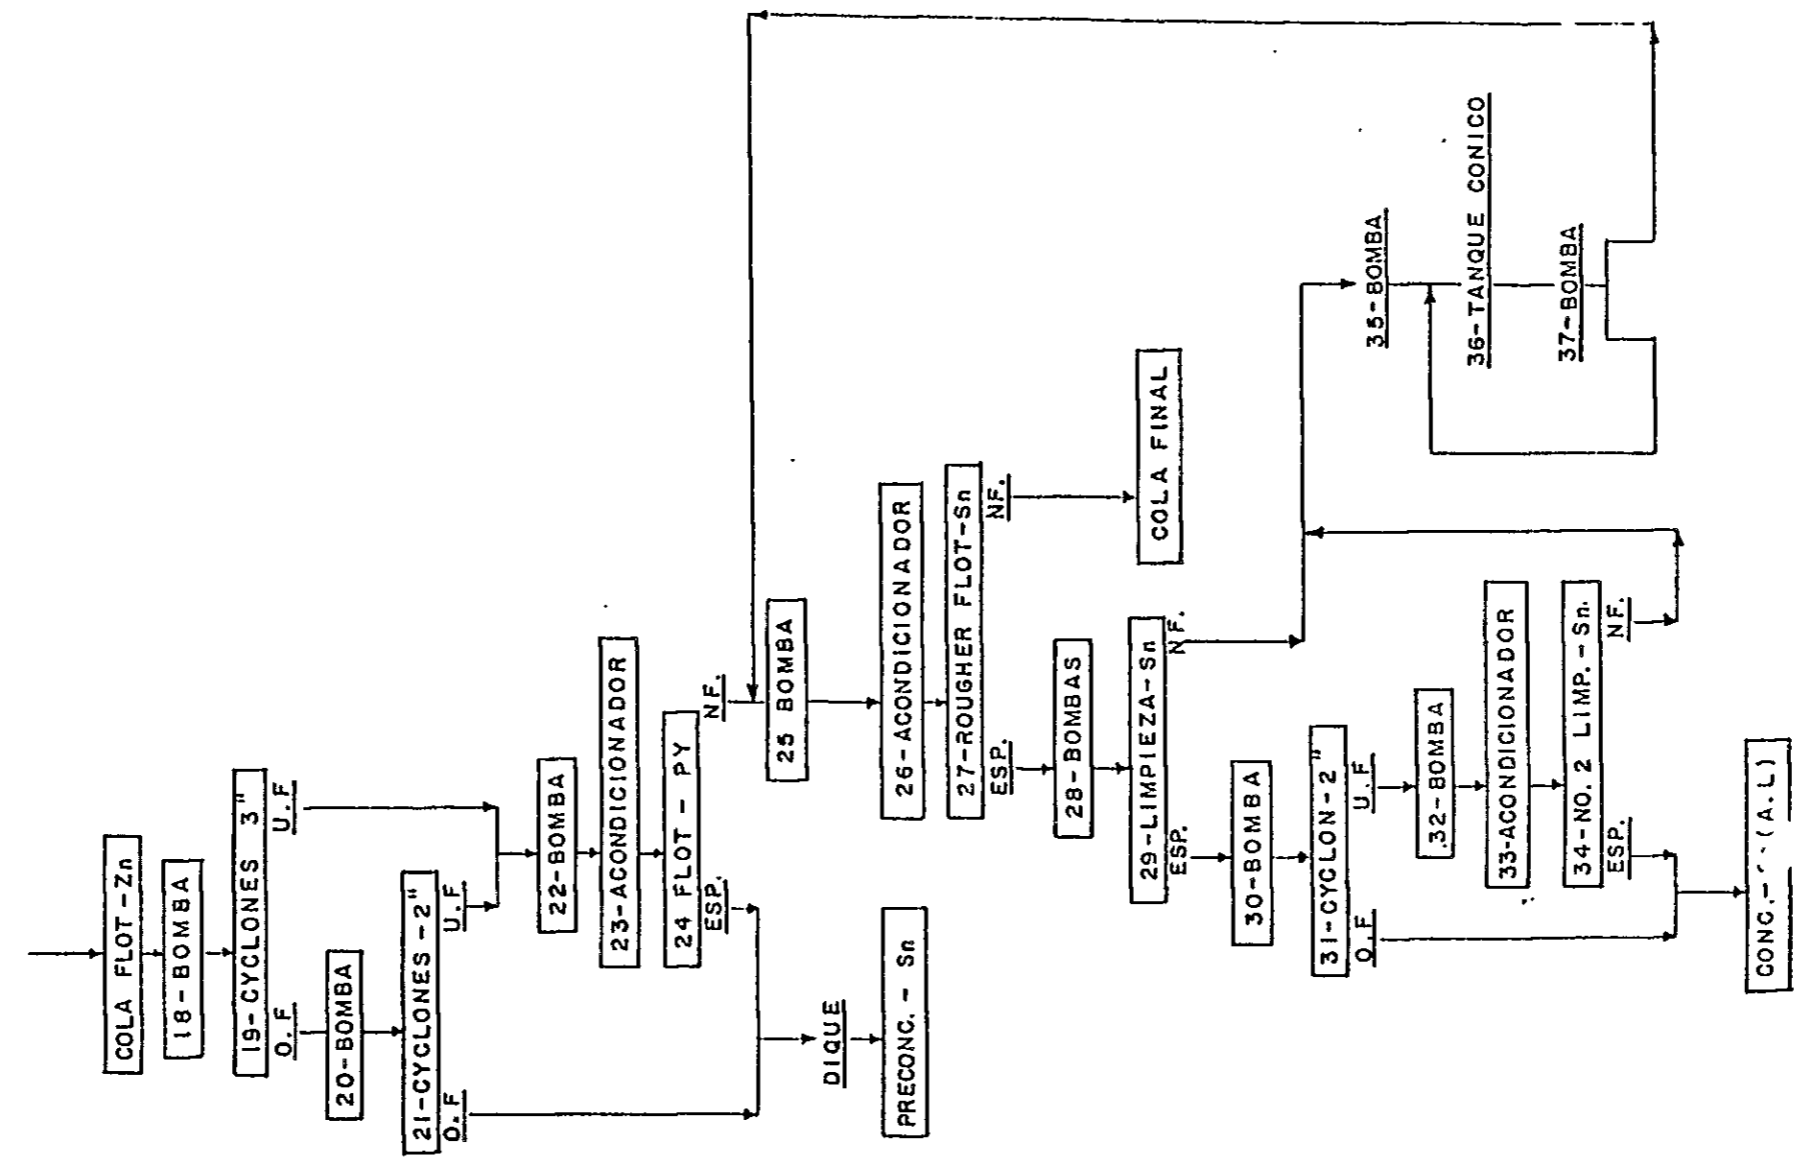 COLA FLOT-Zn
18-BOMBA
19-CYCLONES 3"
O.F
U.F
20-BOMBA
21-CYCLONES-2"
O.F
U.F
22-BOMBA
23-ACONDICIONADOR
24 FLOT-PY
ESP.
NF.
DIQUE
PRECONC.-Sn
25 BOMBA
26-ACONDICIONADOR
27-ROUGHER FLOT-Sn
ESP.
NF.
COLA FINAL
28-BOMBAS
29-LIMPIEZA-Sn
ESP.
NF.
30-BOMBA
31-CYCLON-2"
O.F
U.F
32-BOMBA
33-ACONDICIONADOR
34-NO. 2 LIMP.-Sn.
ESP.
NF.
CONC.- (A.L)
35-BOMBA
36-TANQUE CONICO
37-BOMBA